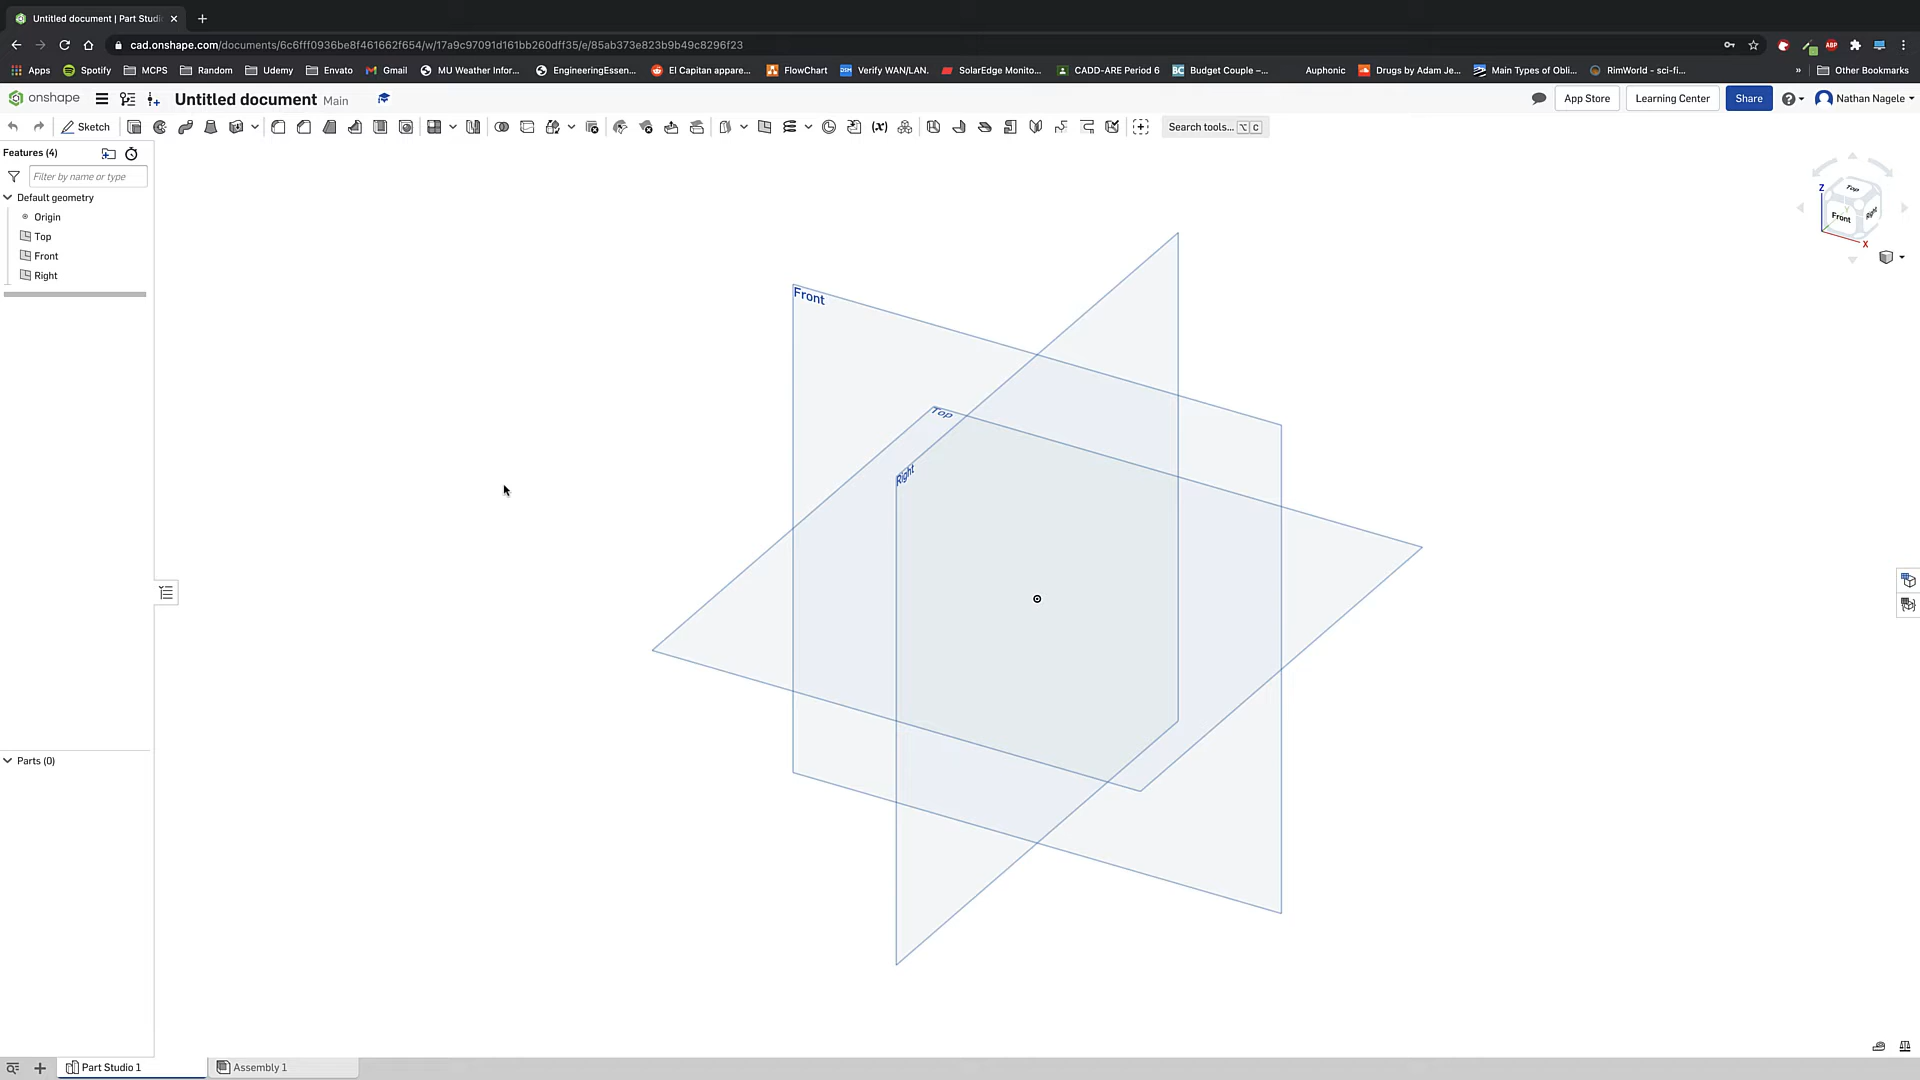 Untitled document | Part Studi
cad.onshape.com/documents/6c6fff0936be8f461662f654/w/17a9c97091d161bb260dff35/e/85ab373e823b9b49c8296f23
ABP
Apps
Spotify
MCPS
Random
Udemy
Envato
Gmail
MU Weather Infor...
EngineeringEssen...
El Capitan appare...
FlowChart
Verify WAN/LAN.
SolarEdge Monito...
CADD-ARE Period 6
BC
Budget Couple –...
Auphonic
Drugs by Adam Je...
Main Types of Obli...
RimWorld - sci-fi...
»
Other Bookmarks
onshape
Untitled document Main
App Store
Learning Center
Share
Nathan Nagele
Sketch
(x)
Search tools... ⌥ C
Features (4)
Filter by name or type
Default geometry
Origin
Top
Front
Right
Parts (0)
Front
Top
Right
Z
Top
Front
Right
Y
X
Part Studio 1
Assembly 1